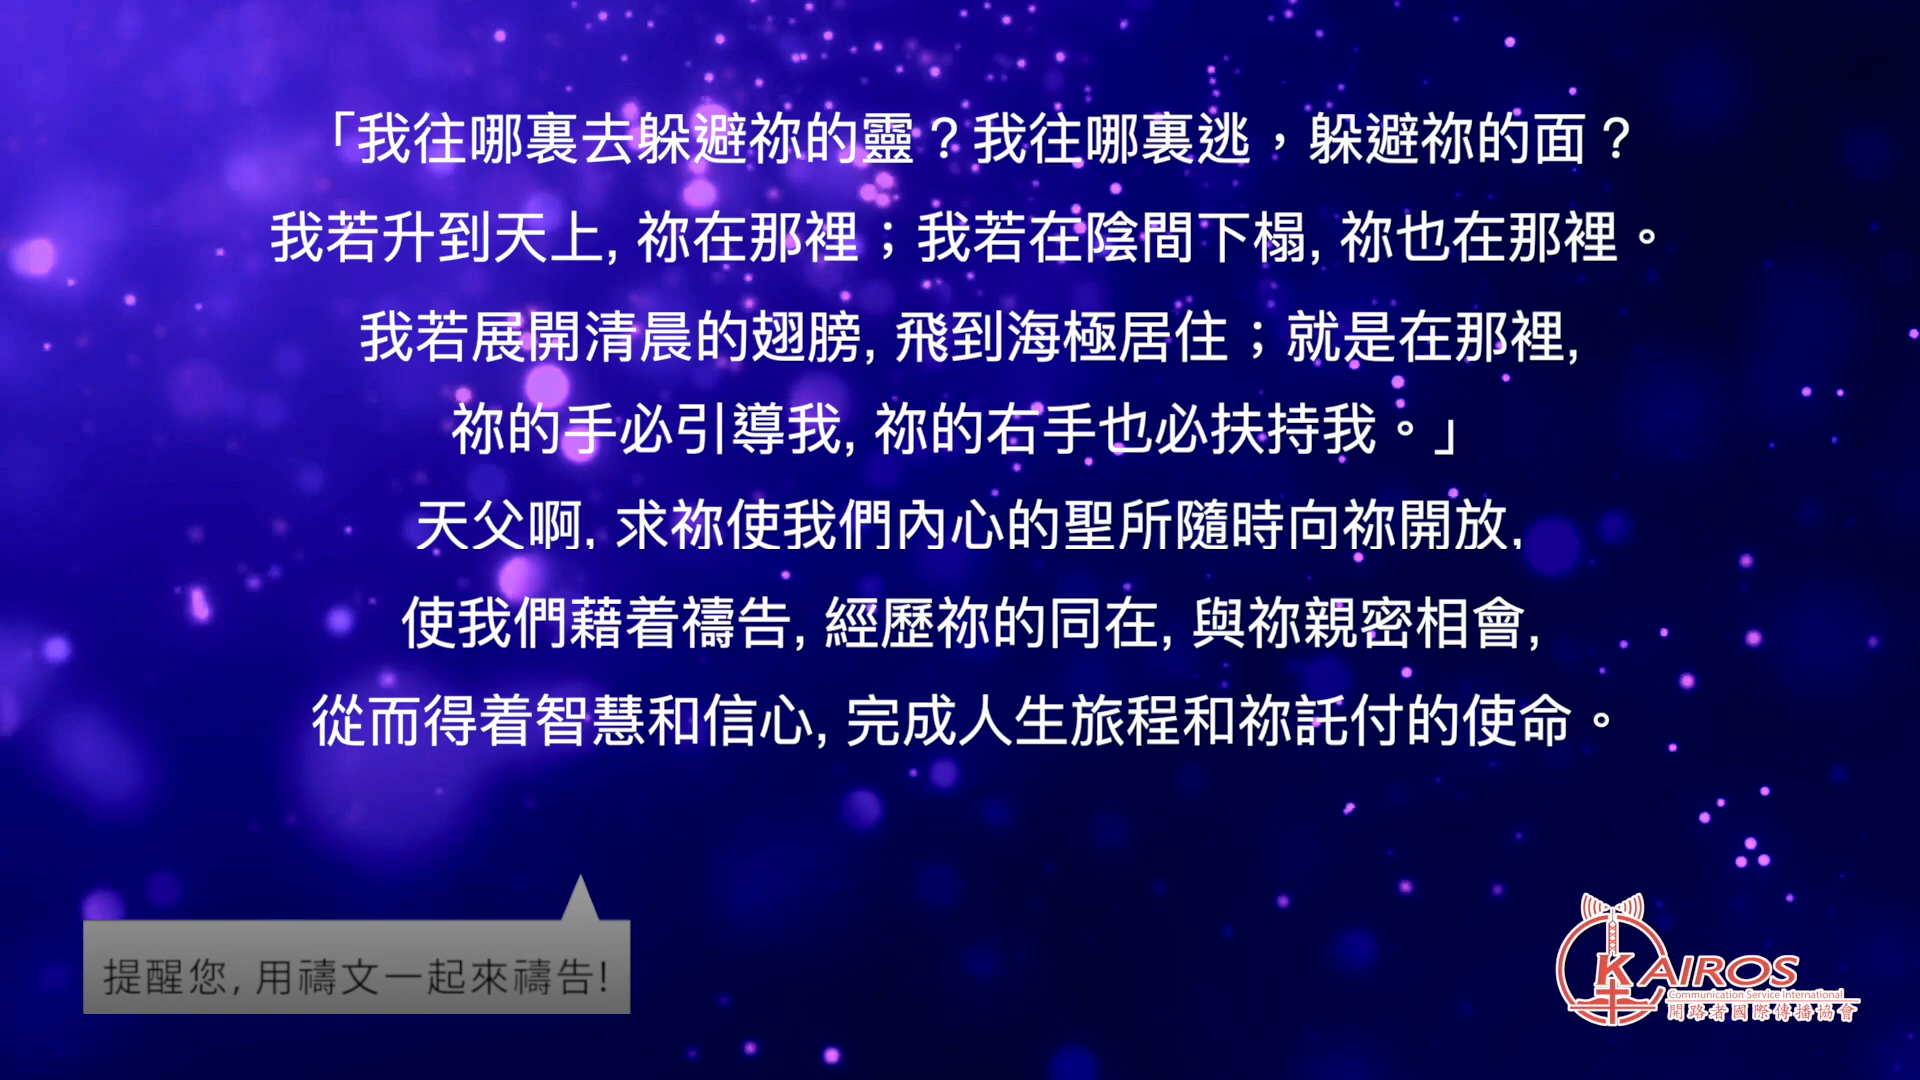 「我往哪裏去躲避祢的靈？我往哪裏逃，躲避祢的面？
我若升到天上, 祢在那裡；我若在陰間下榻, 祢也在那裡。
我若展開清晨的翅膀, 飛到海極居住；就是在那裡,
祢的手必引導我, 祢的右手也必扶持我。」
天父啊, 求祢使我們內心的聖所隨時向祢開放,
使我們藉着禱告, 經歷祢的同在, 與祢親密相會,
從而得着智慧和信心, 完成人生旅程和祢託付的使命。
提醒您, 用禱文一起來禱告!
KAIROS
Communication Service International
開路者國際傳播協會